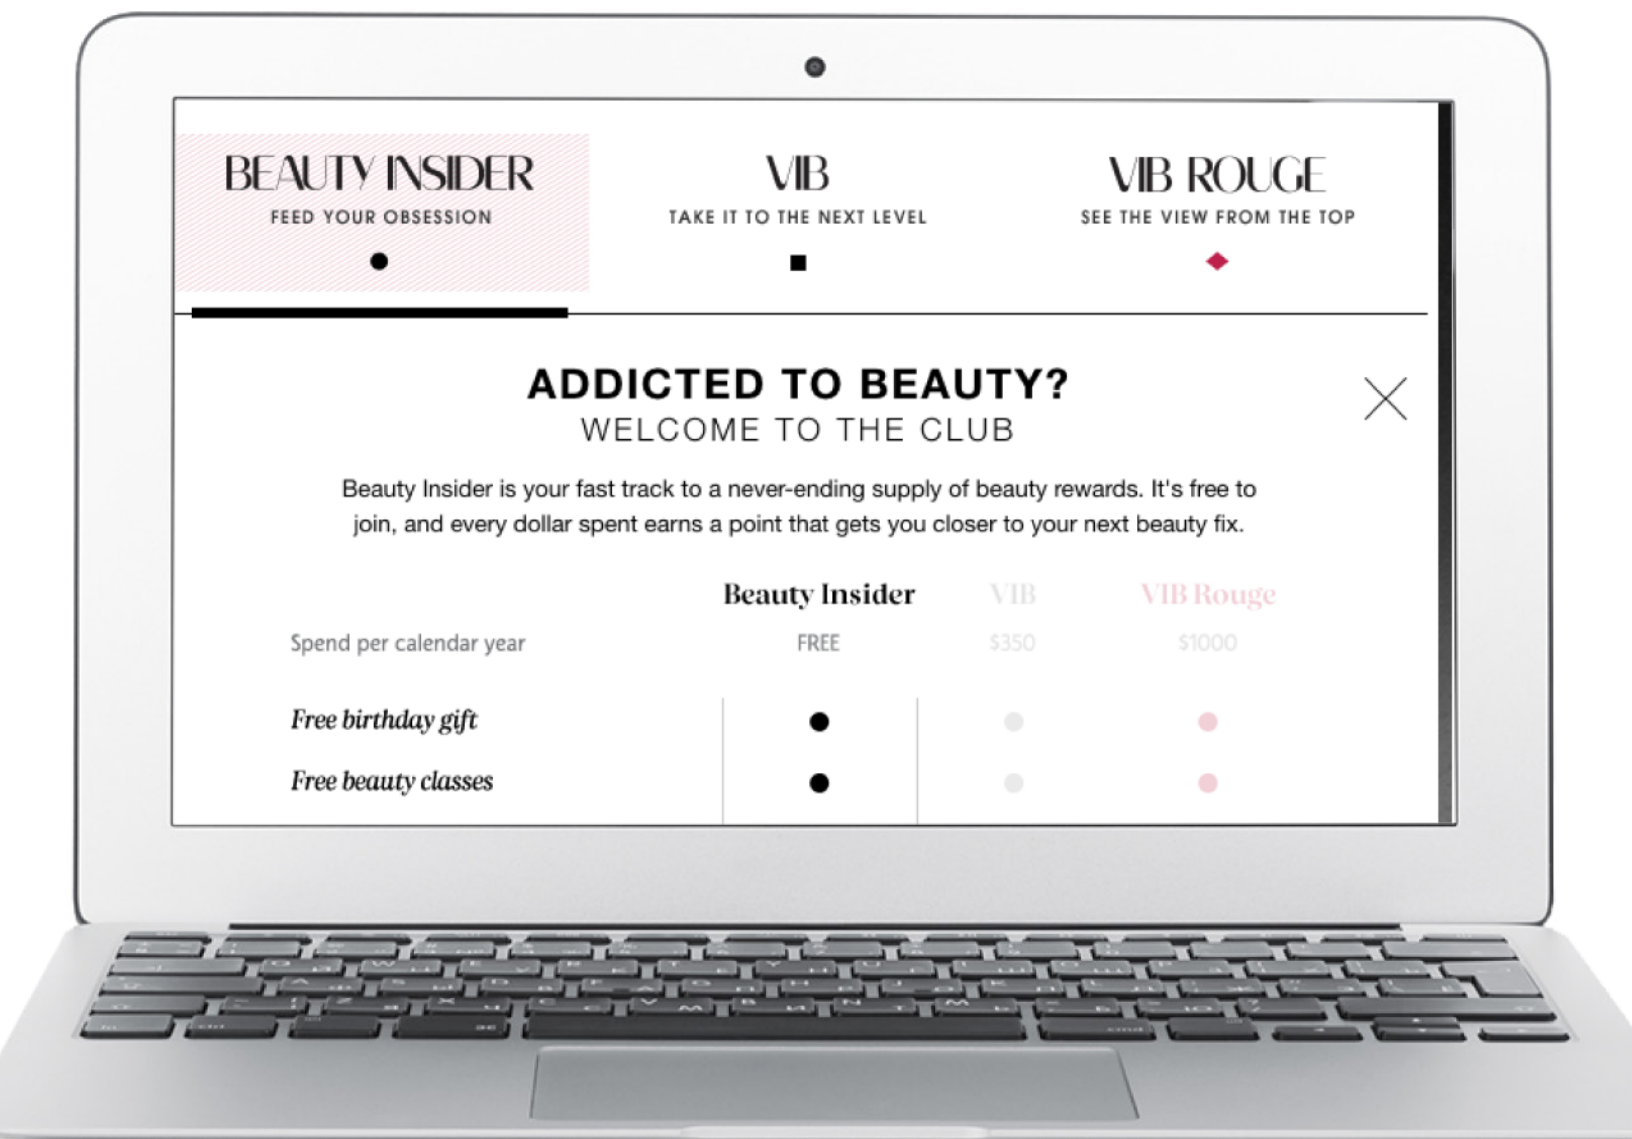 BEAUTY INSIDER
FEED YOUR OBSESSION
VIB
TAKE IT TO THE NEXT LEVEL
VIB ROUGE
SEE THE VIEW FROM THE TOP
ADDICTED TO BEAUTY?
WELCOME TO THE CLUB
Beauty Insider is your fast track to a never-ending supply of beauty rewards. It's free to
join, and every dollar spent earns a point that gets you closer to your next beauty fix.
Beauty Insider VIB VIB Rouge
Spend per calendar year FREE $350 $1000
Free birthday gift
Free beauty classes